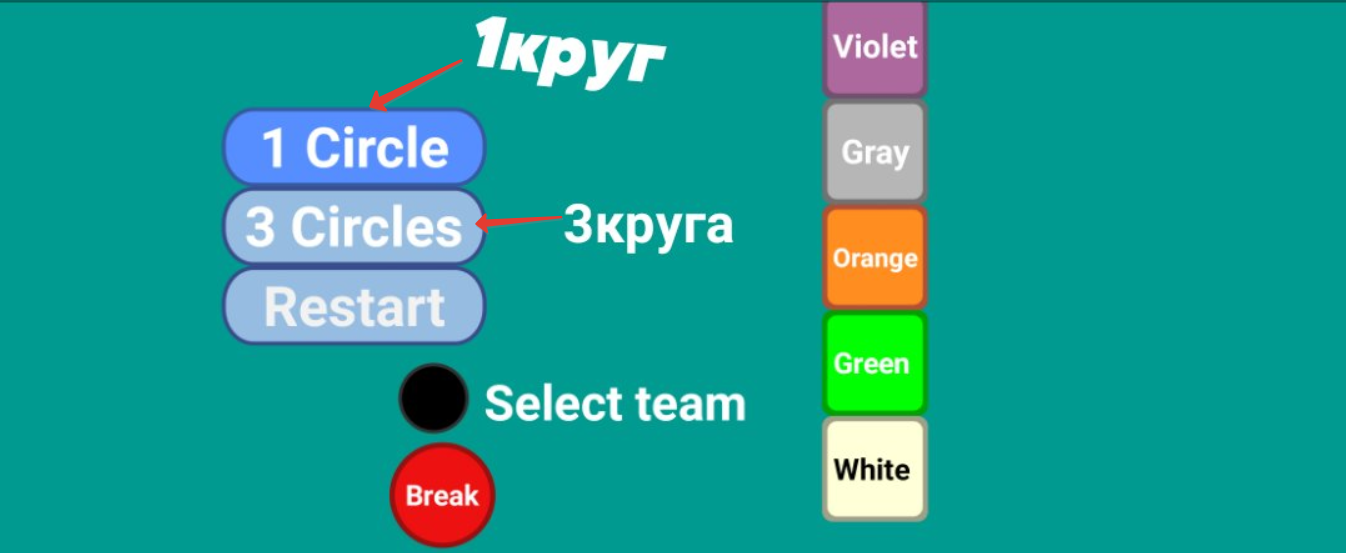 1круг
1 Circle
3 Circles
3круга
Restart
Select team
Break
Violet
Gray
Orange
Green
White